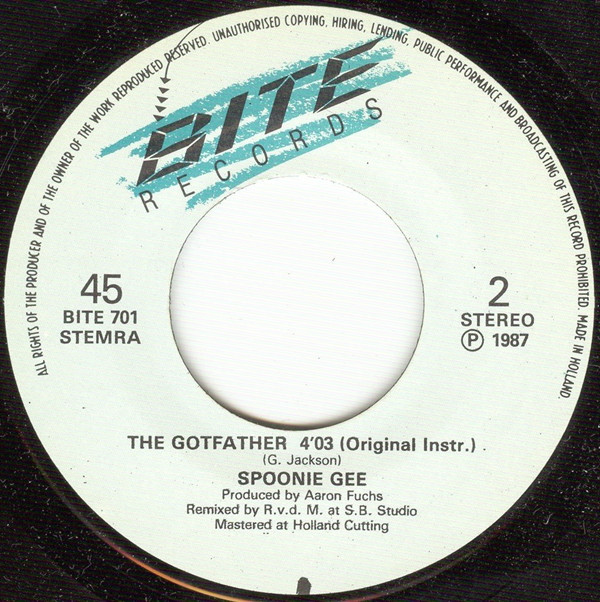 ALL RIGHTS OF THE PRODUCER AND OF THE OWNER OF THE WORK REPRODUCED RESERVED. UNAUTHORISED COPYING, HIRING, LENDING, PUBLIC PERFORMANCE AND BROADCASTING OF THIS RECORD PROHIBITED. MADE IN HOLLAND.
BITE
RECORDS
45
BITE 701
STEMRA
2
STEREO
Ⓟ 1987
THE GOTFATHER 4'03 (Original Instr.)
(G. Jackson)
SPOONIE GEE
Produced by Aaron Fuchs
Remixed by R.v.d. M. at S.B. Studio
Mastered at Holland Cutting